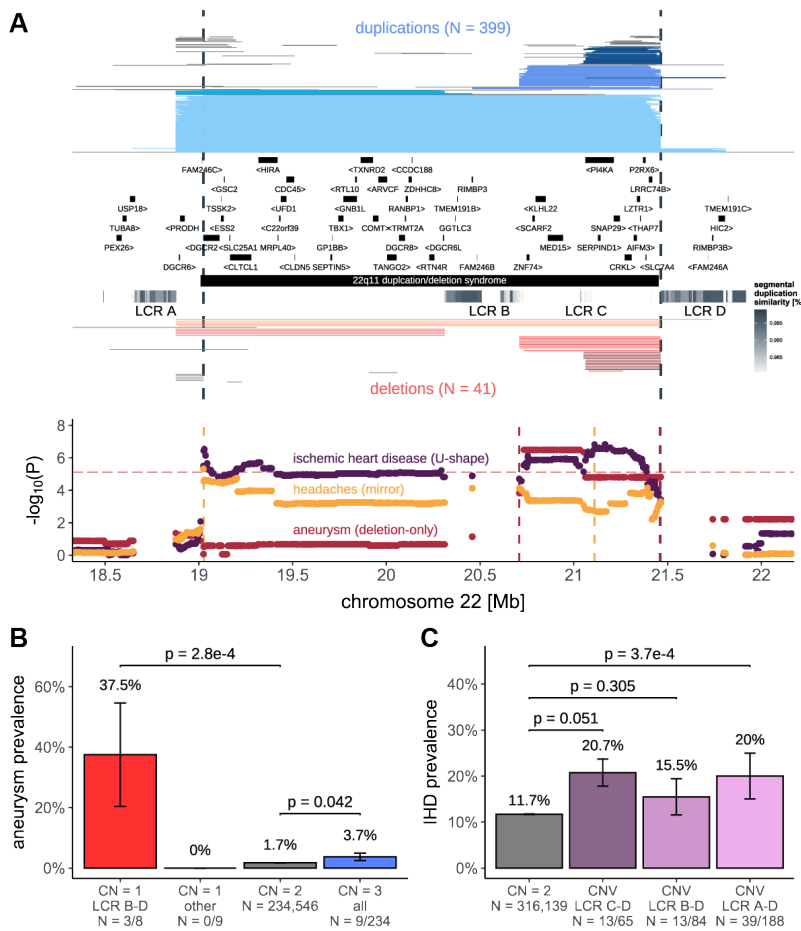 A
duplications (N = 399)
FAM246C> <HIRA <TXNRD2 <CCDC188 <PI4KA P2RX6>
<GSC2 CDC45> <RTL10 <ARVCF ZDHHC8> RIMBP3 LRRC74B>
USP18> TSSK2> <UFD1 <GNB1L RANBP1> TMEM191B> <KLHL22 LZTR1> TMEM191C>
TUBA8> <PRODH <ESS2 <C22orf39 TBX1> COMT> <TRMT2A GGTLC3 <SCARF2 SNAP29> <THAP7 HIC2>
PEX26> <DGCR2 <SLC25A1 MRPL40> GP1BB> DGCR8> <DGCR6L MED15> SERPIND1> AIFM3> RIMBP3B>
DGCR6> <CLTCL1 <CLDN5 SEPTIN5> TANGO2> <RTN4R FAM246B ZNF74> CRKL> <SLC7A4 <FAM246A
22q11 duplcation/deletion syndrome
LCR A LCR B LCR C LCR D
segmental
duplication
similarity [%
0.995
0.985
deletions (N = 41)
-log10(P)
8
6
4
2
0
ischemic heart disease (U-shape)
headaches (mirror)
aneurysm (deletion-only)
18.5 19 19.5 20 20.5 21 21.5 22
chromosome 22 [Mb]
B
aneurysm prevalence
60%
40%
20%
0%
p = 2.8e-4
37.5%
p = 0.042
0%
1.7%
3.7%
CN = 1 CN = 1 CN = 2 CN = 3
LCR B-D other N = 234,546 all
N = 3/8 N = 0/9 N = 9/234
C
IHD prevalence
40%
30%
20%
10%
0%
p = 3.7e-4
p = 0.305
p = 0.051
11.7%
20.7%
15.5%
20%
CN = 2 CNV CNV CNV
N = 316,139 LCR C-D LCR B-D LCR A-D
N = 13/65 N = 13/84 N = 39/188